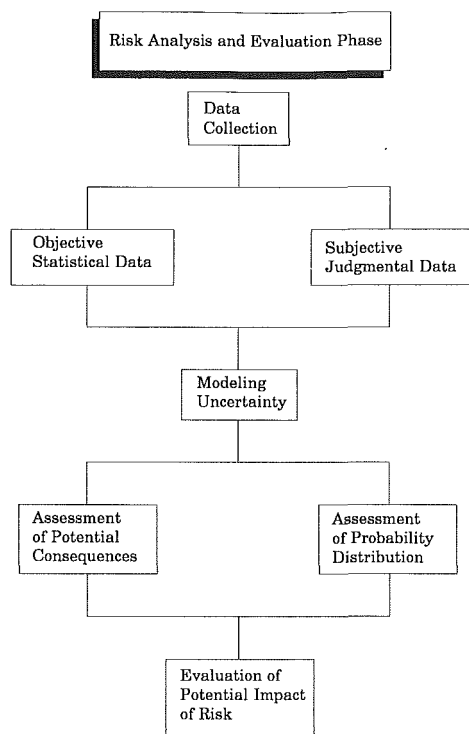 Risk Analysis and Evaluation Phase
Data
Collection
Objective
Statistical Data
Subjective
Judgmental Data
Modeling
Uncertainty
Assessment
of Potential
Consequences
Assessment
of Probability
Distribution
Evaluation of
Potential Impact
of Risk